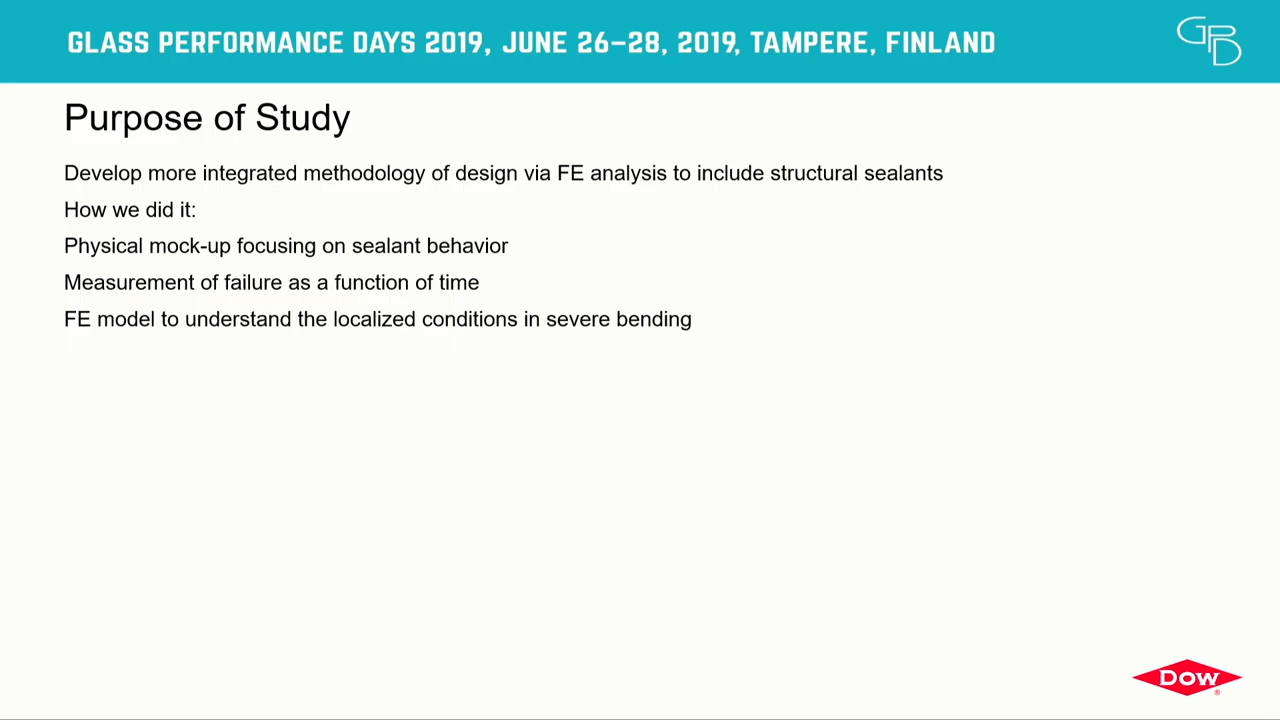 GLASS PERFORMANCE DAYS 2019, JUNE 26–28, 2019, TAMPERE, FINLAND
GPD
Purpose of Study
Develop more integrated methodology of design via FE analysis to include structural sealants
How we did it:
Physical mock-up focusing on sealant behavior
Measurement of failure as a function of time
FE model to understand the localized conditions in severe bending
Dow®